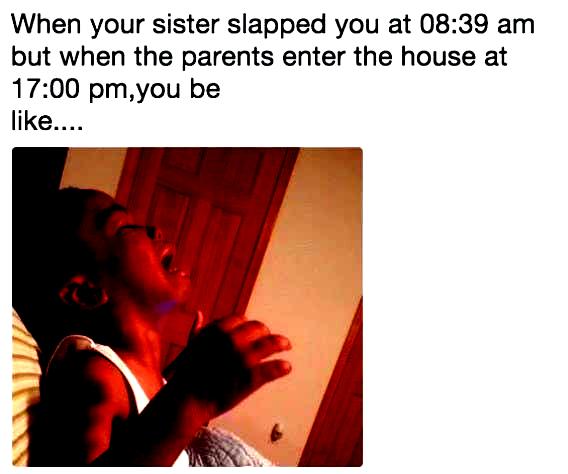 When your sister slapped you at 08:39 am
but when the parents enter the house at
17:00 pm,you be
like....